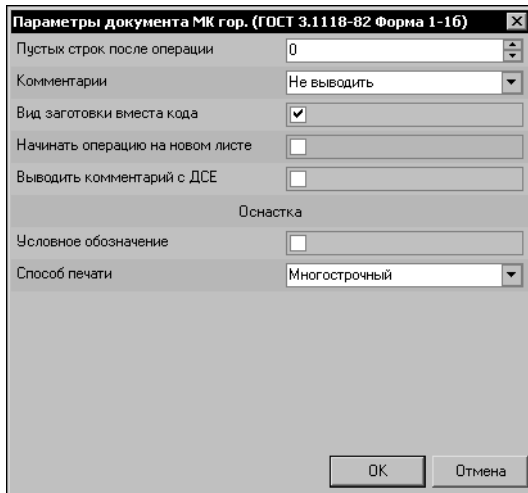 Параметры документа МК гор. (ГОСТ 3.1118-82 Форма 1-1б)
Пустых строк после операции 0
Комментарии Не выводить
Вид заготовки вместа кода
Начинать операцию на новом листе
Выводить комментарий с ДСЕ
Оснастка
Условное обозначение
Способ печати Многострочный
ОК Отмена